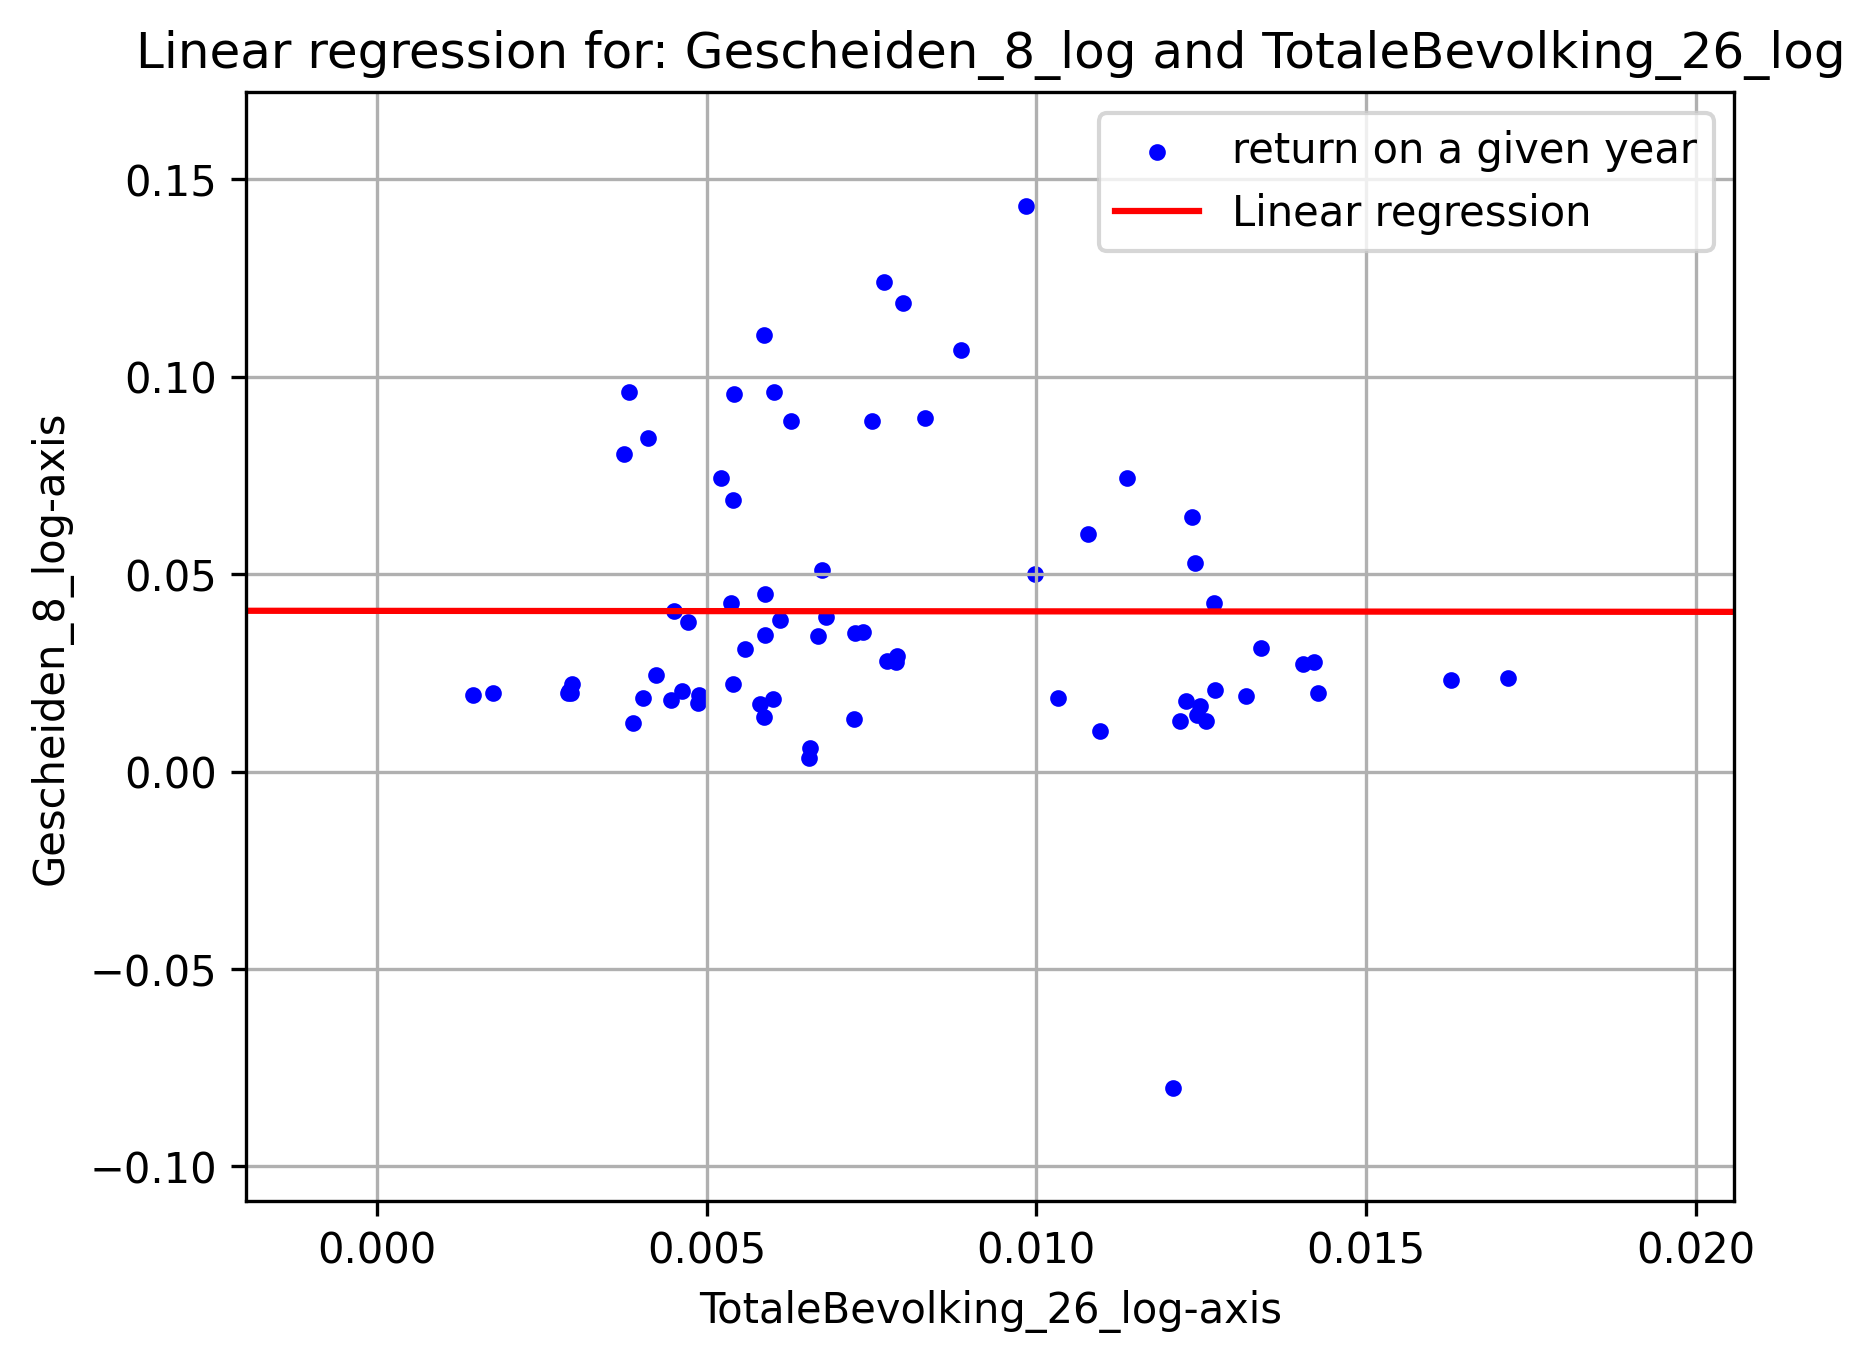 Linear regression for: Gescheiden_8_log and TotaleBevolking_26_log
return on a given year
Linear regression
0.15
0.10
0.05
0.00
−0.05
−0.10
Gescheiden_8_log-axis
0.000
0.005
0.010
0.015
0.020
TotaleBevolking_26_log-axis